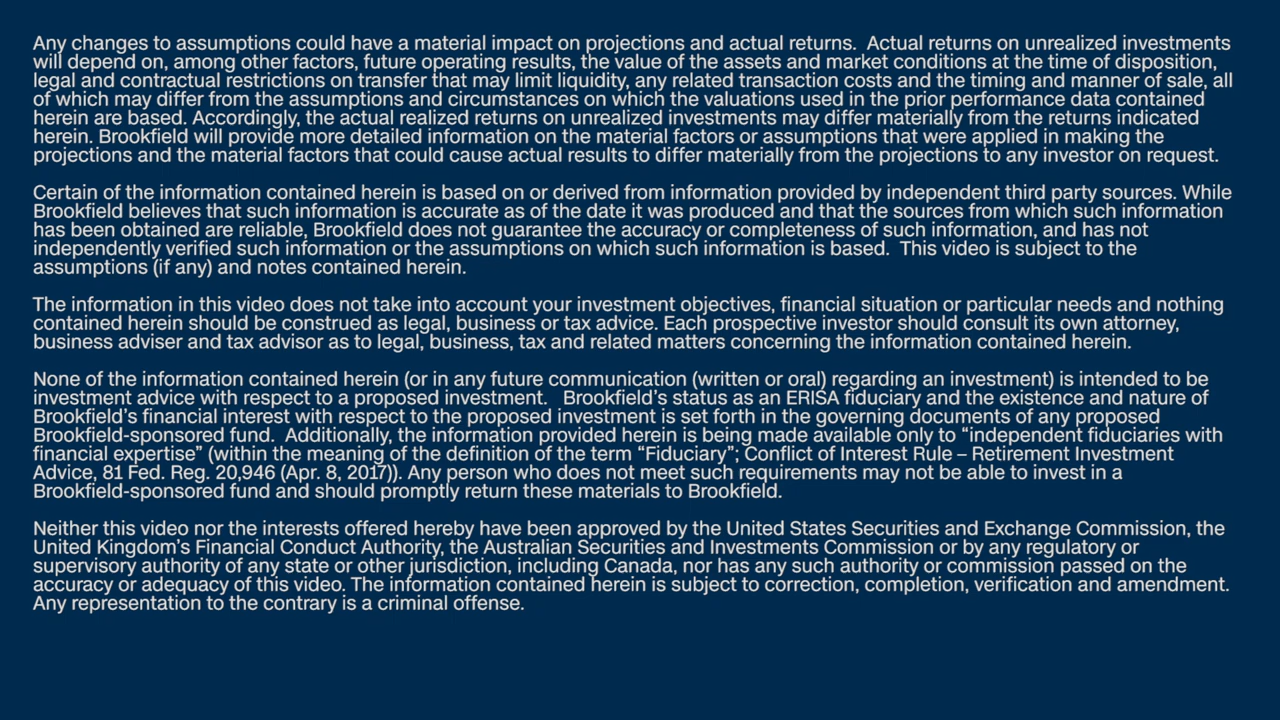 Any changes to assumptions could have a material impact on projections and actual returns.  Actual returns on unrealized investments
will depend on, among other factors, future operating results, the value of the assets and market conditions at the time of disposition,
legal and contractual restrictions on transfer that may limit liquidity, any related transaction costs and the timing and manner of sale, all
of which may differ from the assumptions and circumstances on which the valuations used in the prior performance data contained
herein are based. Accordingly, the actual realized returns on unrealized investments may differ materially from the returns indicated
herein. Brookfield will provide more detailed information on the material factors or assumptions that were applied in making the
projections and the material factors that could cause actual results to differ materially from the projections to any investor on request.
Certain of the information contained herein is based on or derived from information provided by independent third party sources. While
Brookfield believes that such information is accurate as of the date it was produced and that the sources from which such information
has been obtained are reliable, Brookfield does not guarantee the accuracy or completeness of such information, and has not
independently verified such information or the assumptions on which such information is based.  This video is subject to the
assumptions (if any) and notes contained herein.
The information in this video does not take into account your investment objectives, financial situation or particular needs and nothing
contained herein should be construed as legal, business or tax advice. Each prospective investor should consult its own attorney,
business adviser and tax advisor as to legal, business, tax and related matters concerning the information contained herein.
None of the information contained herein (or in any future communication (written or oral) regarding an investment) is intended to be
investment advice with respect to a proposed investment.   Brookfield’s status as an ERISA fiduciary and the existence and nature of
Brookfield’s financial interest with respect to the proposed investment is set forth in the governing documents of any proposed
Brookfield-sponsored fund.  Additionally, the information provided herein is being made available only to “independent fiduciaries with
financial expertise” (within the meaning of the definition of the term “Fiduciary”; Conflict of Interest Rule – Retirement Investment
Advice, 81 Fed. Reg. 20,946 (Apr. 8, 2017)). Any person who does not meet such requirements may not be able to invest in a
Brookfield-sponsored fund and should promptly return these materials to Brookfield.
Neither this video nor the interests offered hereby have been approved by the United States Securities and Exchange Commission, the
United Kingdom’s Financial Conduct Authority, the Australian Securities and Investments Commission or by any regulatory or
supervisory authority of any state or other jurisdiction, including Canada, nor has any such authority or commission passed on the
accuracy or adequacy of this video. The information contained herein is subject to correction, completion, verification and amendment.
Any representation to the contrary is a criminal offense.